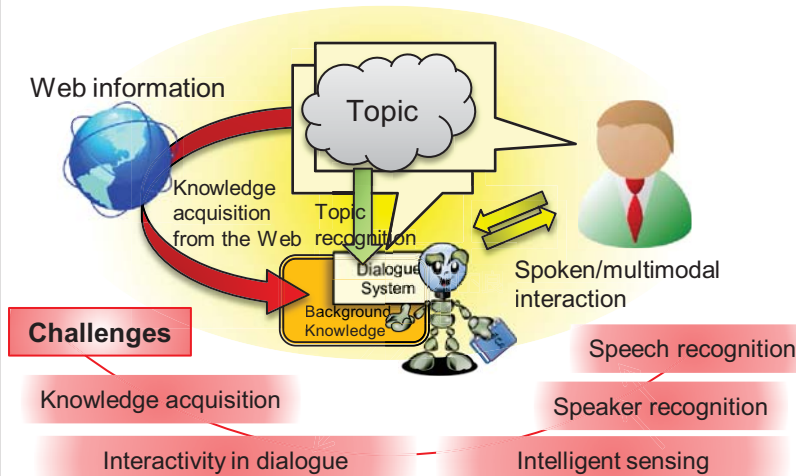 Web information
Topic
Knowledge
acquisition
from the Web
Topic
recognition
Dialogue
System
Background
Knowledge
Spoken/multimodal
interaction
Challenges
Speech recognition
Knowledge acquisition
Speaker recognition
Interactivity in dialogue
Intelligent sensing